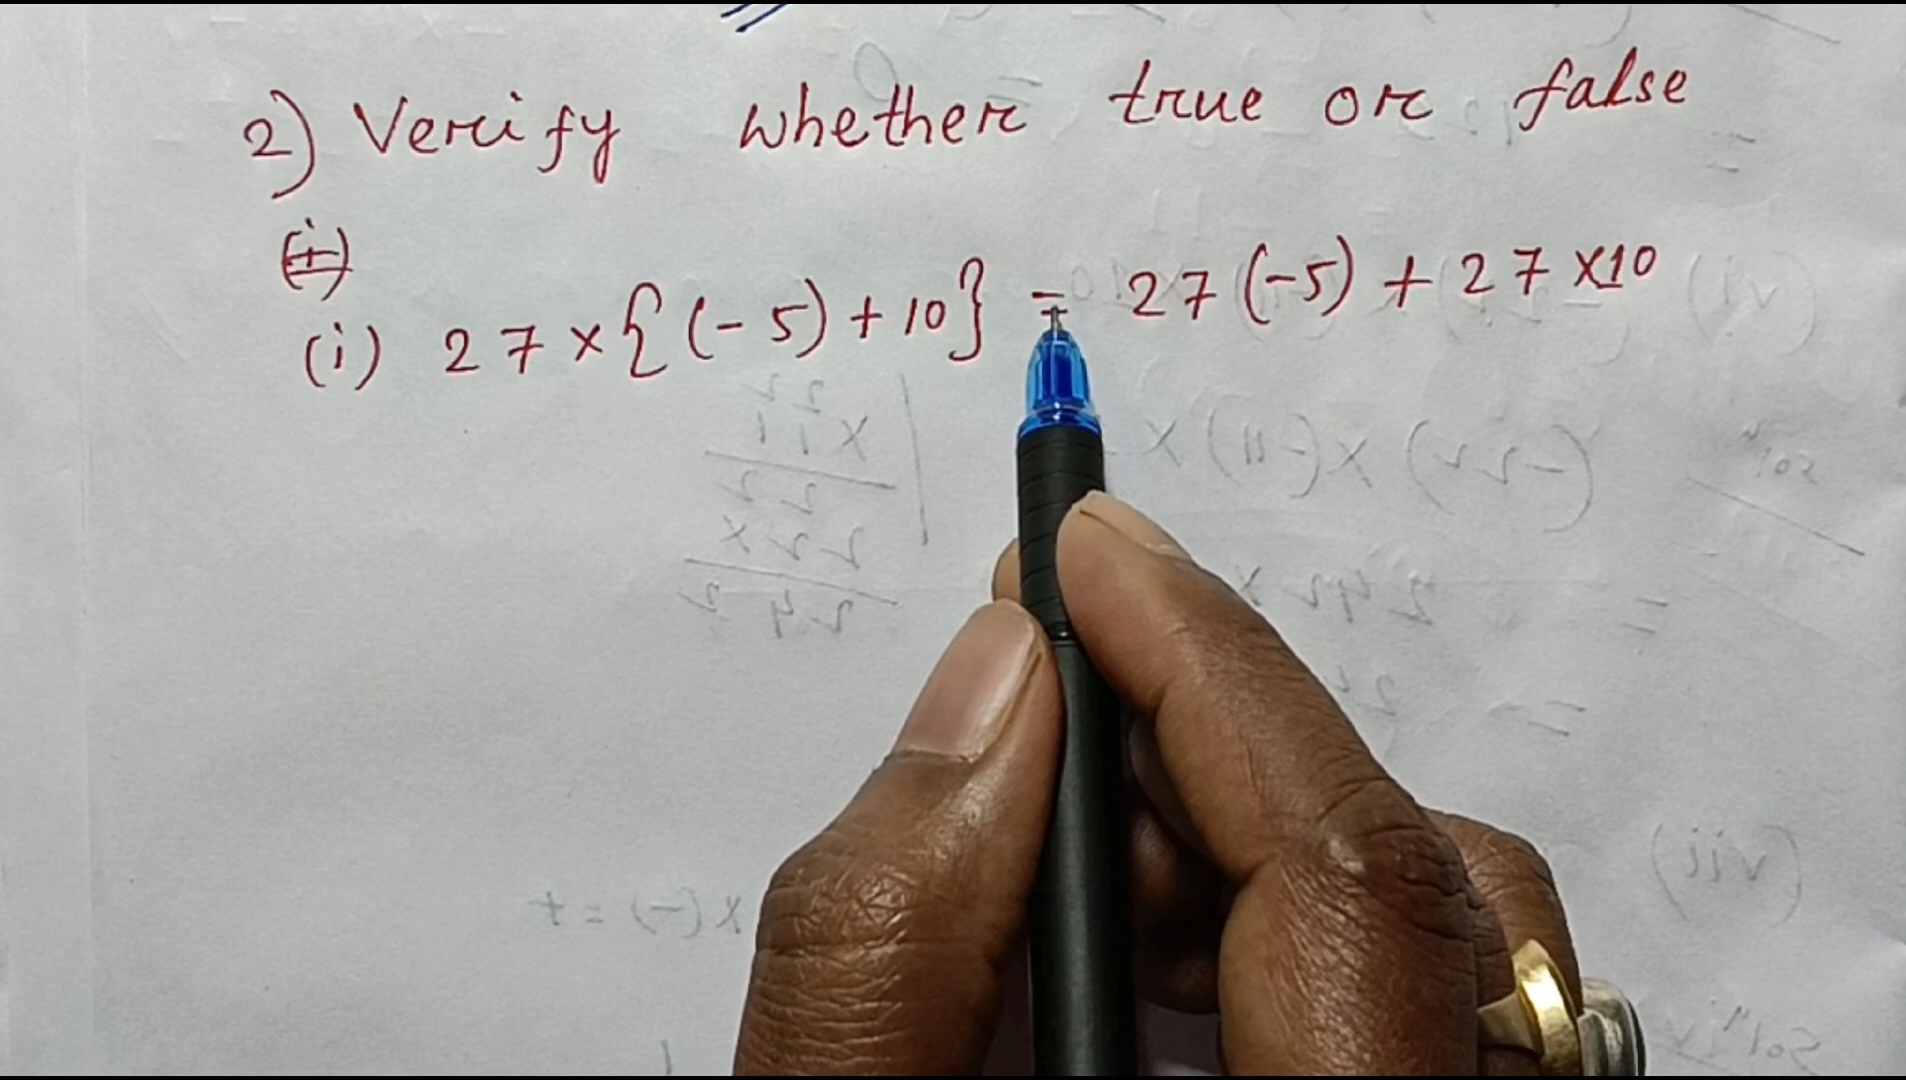 2) Verify whether true or false
(i)
(i) 27 × {(-5) + 10} = 27 (-5) + 27 × 10